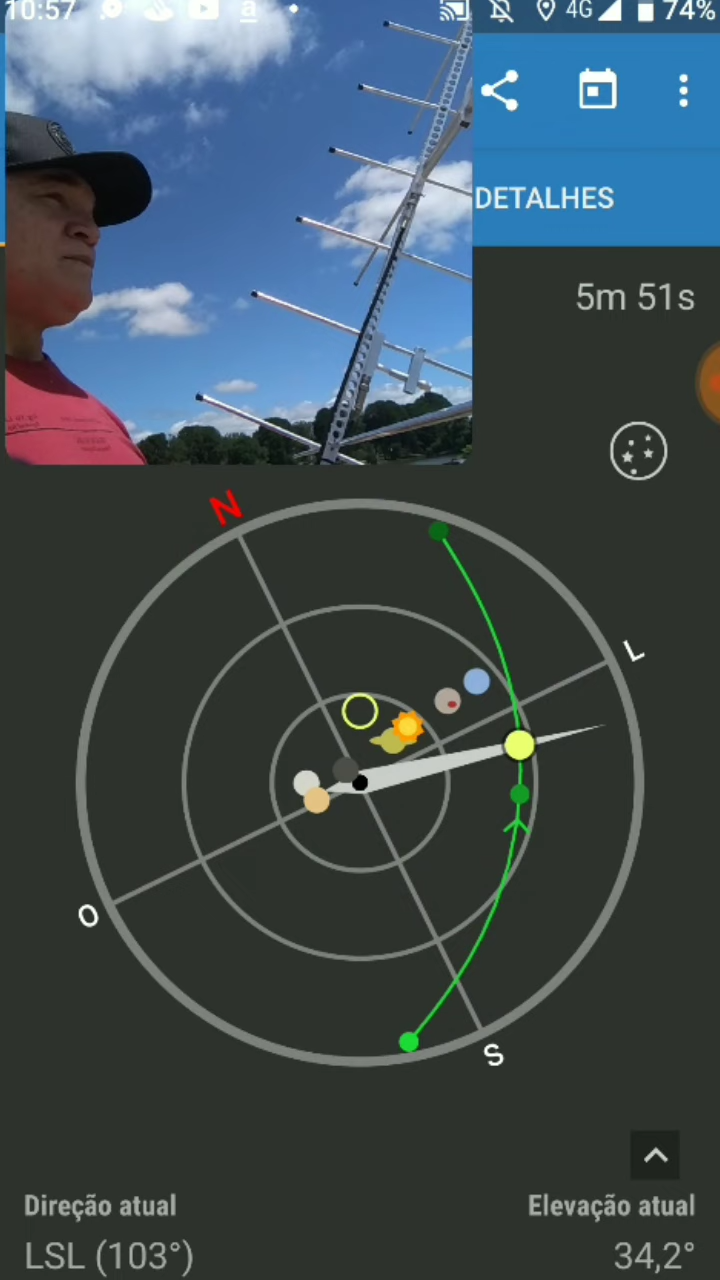 10:57
a
4G
74%
DETALHES
5m 51s
N
L
O
S
Direção atual
Elevação atual
LSL (103°)
34,2°